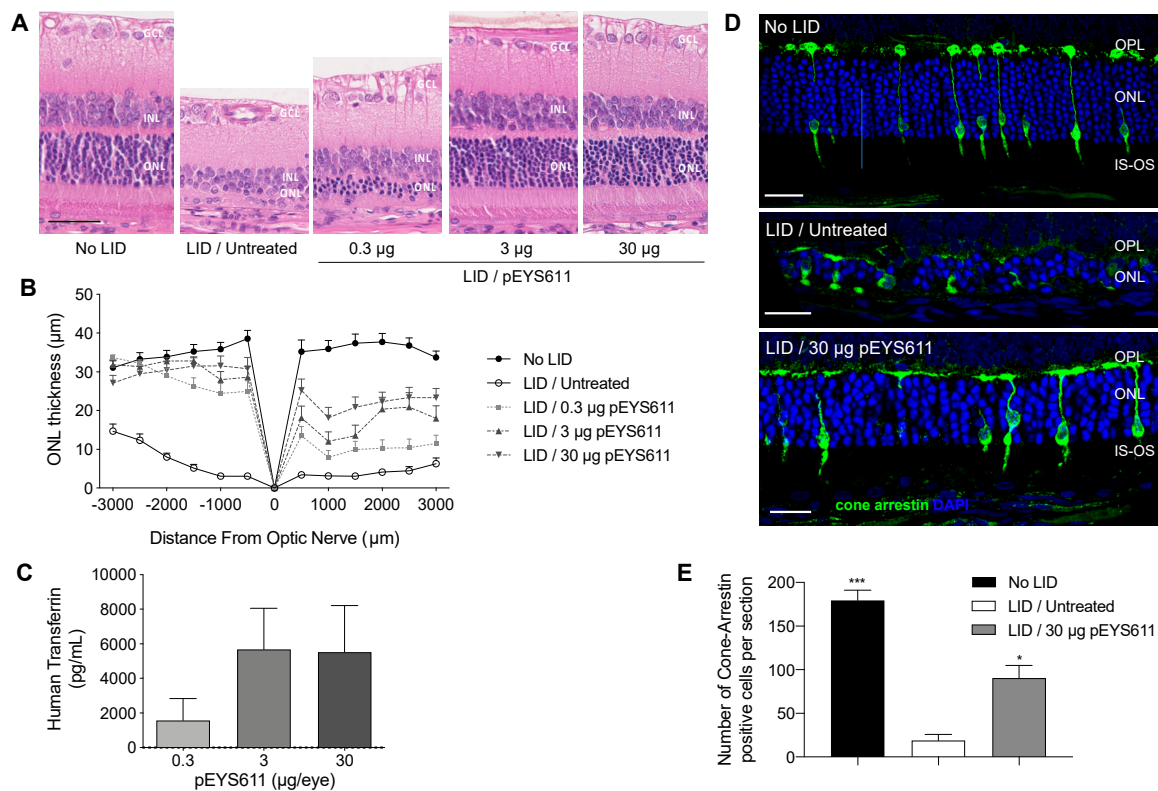 A
GCL
INL
ONL
GCL
INL
ONL
GCL
INL
ONL
GCL
INL
ONL
GCL
INL
ONL
No LID
LID / Untreated
0.3 µg
3 µg
30 µg
LID / pEYS611
B
ONL thickness (µm)
50
40
30
20
10
0
-3000
-2000
-1000
0
1000
2000
3000
Distance From Optic Nerve (µm)
No LID
LID / Untreated
LID / 0.3 µg pEYS611
LID / 3 µg pEYS611
LID / 30 µg pEYS611
C
Human Transferrin
(pg/mL)
10000
8000
6000
4000
2000
0
0.3
3
30
pEYS611 (µg/eye)
D
No LID
OPL
ONL
IS-OS
LID / Untreated
OPL
ONL
LID / 30 µg pEYS611
OPL
ONL
IS-OS
cone arrestin DAPI
E
Number of Cone-Arrestin
positive cells per section
200
150
100
50
0
***
*
No LID
LID / Untreated
LID / 30 µg pEYS611